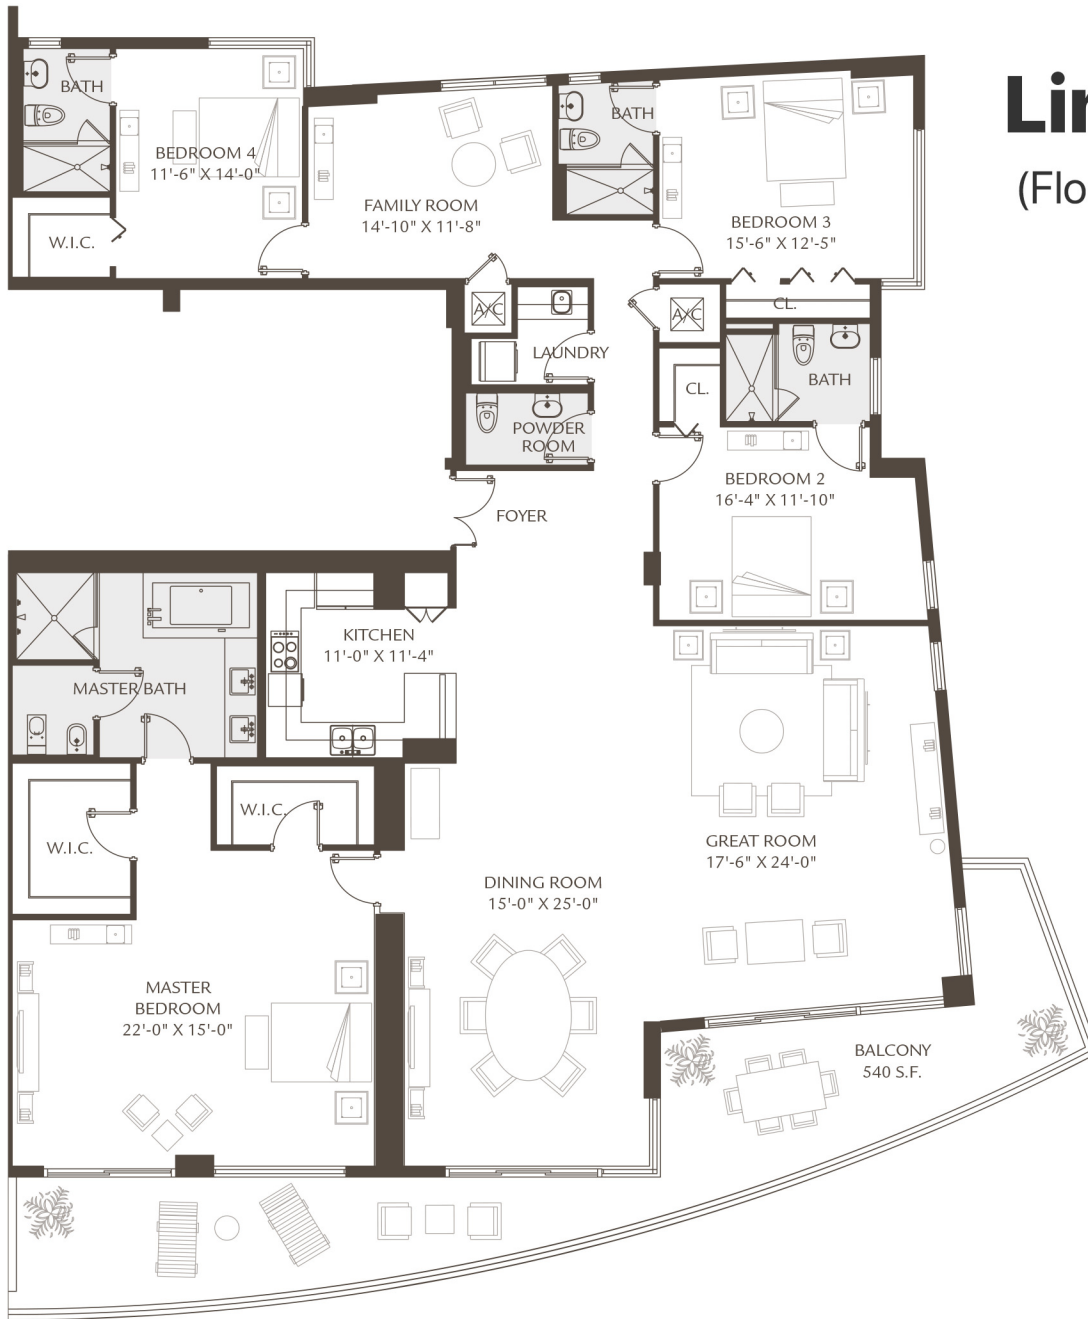 Lin
(Flo
BATH
BEDROOM 4
11'-6" X 14'-0"
W.I.C.
FAMILY ROOM
14'-10" X 11'-8"
BATH
BEDROOM 3
15'-6" X 12'-5"
A/C
A/C
CL.
LAUNDRY
CL.
BATH
POWDER
ROOM
BEDROOM 2
16'-4" X 11'-10"
FOYER
KITCHEN
11'-0" X 11'-4"
MASTER BATH
W.I.C.
W.I.C.
GREAT ROOM
17'-6" X 24'-0"
DINING ROOM
15'-0" X 25'-0"
MASTER
BEDROOM
22'-0" X 15'-0"
BALCONY
540 S.F.